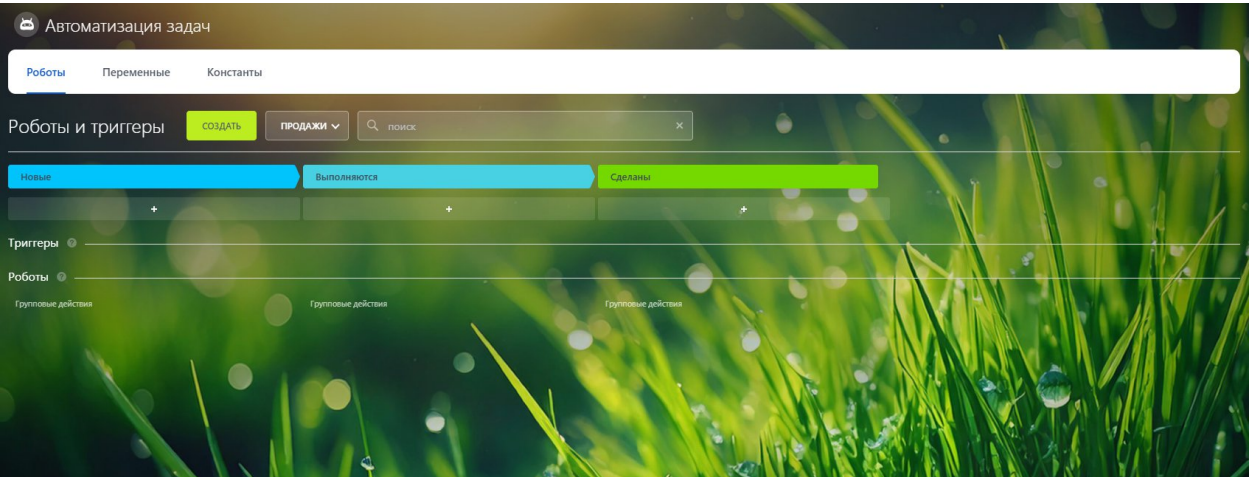 Автоматизация задач
Роботы Переменные Константы
Роботы и триггеры СОЗДАТЬ ПРОДАЖИ поиск ×
Новые Выполняются Сделаны
+ + +
Триггеры ?
Роботы ?
Групповые действия Групповые действия Групповые действия